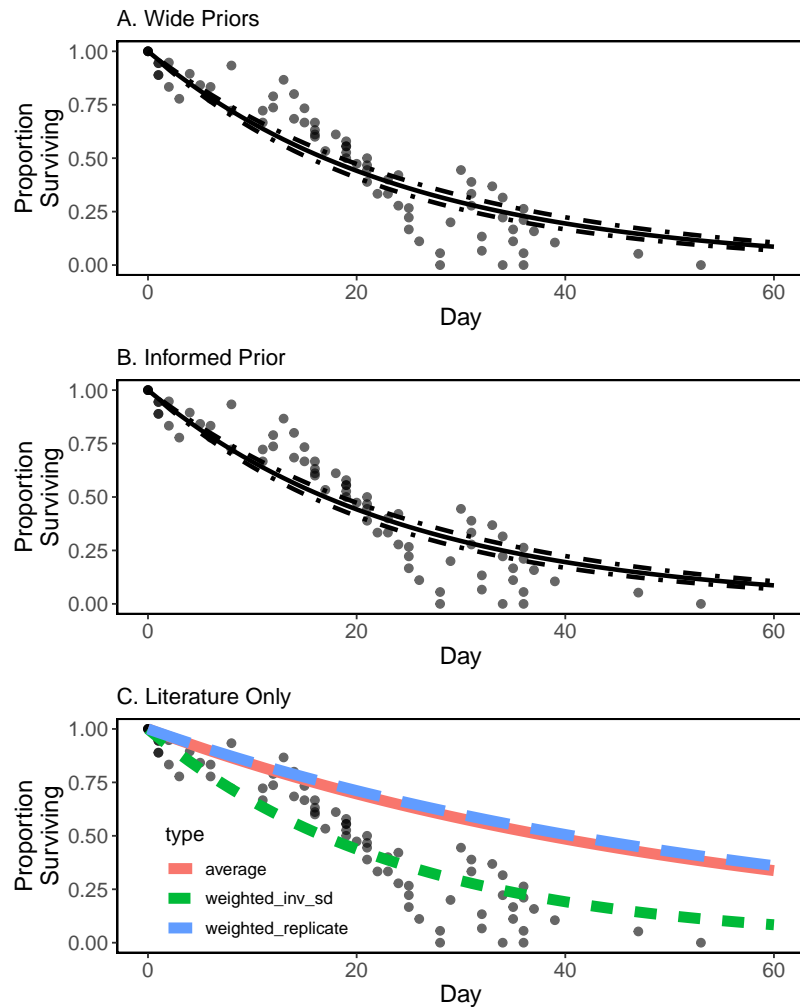 A. Wide Priors
Proportion
Surviving
1.00
0.75
0.50
0.25
0.00
0
20
40
60
Day
B. Informed Prior
Proportion
Surviving
1.00
0.75
0.50
0.25
0.00
0
20
40
60
Day
C. Literature Only
Proportion
Surviving
1.00
0.75
0.50
0.25
0.00
type
average
weighted_inv_sd
weighted_replicate
0
20
40
60
Day